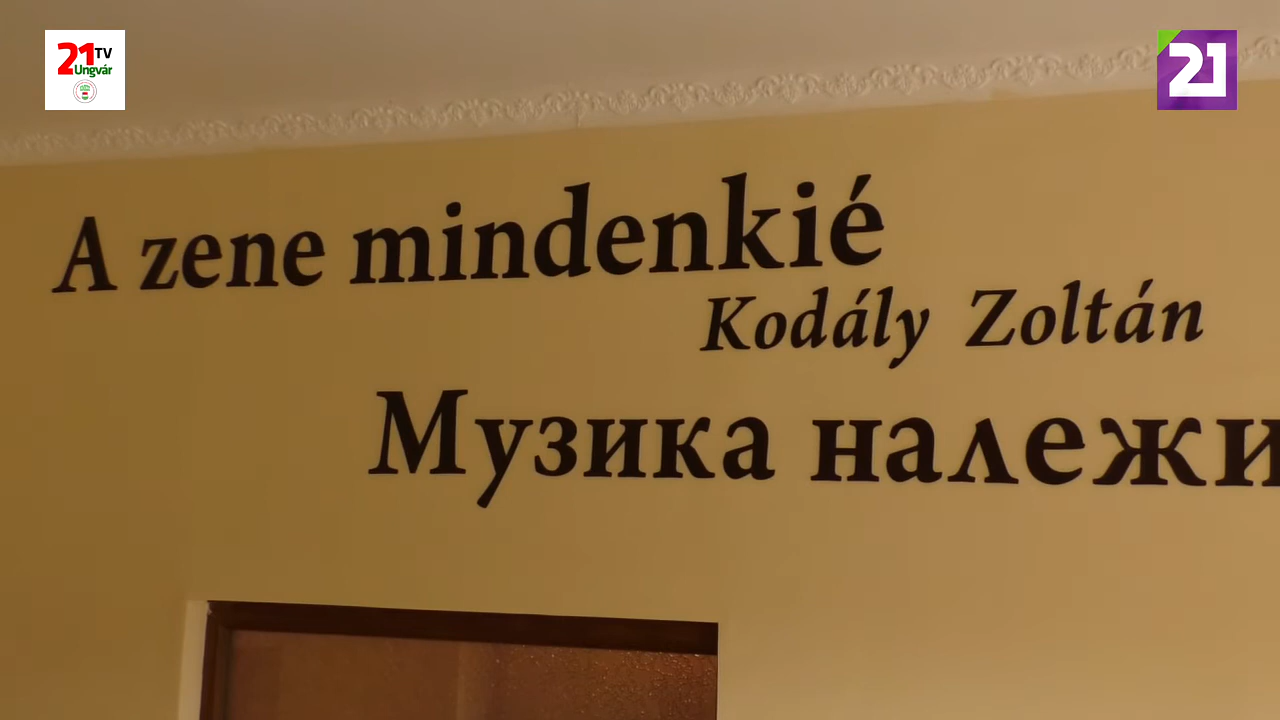 21 TV
Ungvár
21
A zene mindenkié
Kodály Zoltán
Музика належи